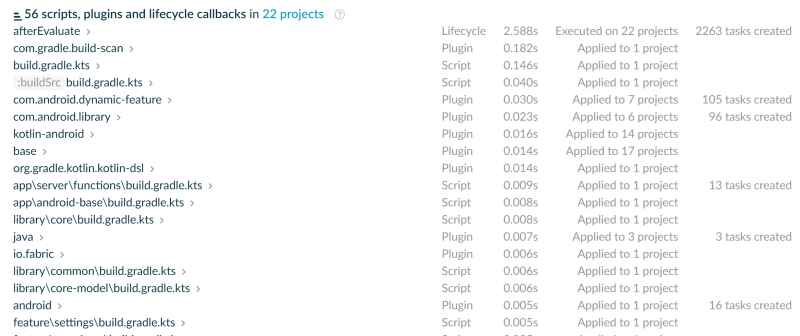 56 scripts, plugins and lifecycle callbacks in 22 projects ?
afterEvaluate > Lifecycle 2.588s Executed on 22 projects 2263 tasks created
com.gradle.build-scan > Plugin 0.182s Applied to 1 project
build.gradle.kts > Script 0.146s Applied to 1 project
:buildSrc build.gradle.kts > Script 0.040s Applied to 1 project
com.android.dynamic-feature > Plugin 0.030s Applied to 7 projects 105 tasks created
com.android.library > Plugin 0.023s Applied to 6 projects 96 tasks created
kotlin-android > Plugin 0.016s Applied to 14 projects
base > Plugin 0.014s Applied to 17 projects
org.gradle.kotlin.kotlin-dsl > Plugin 0.014s Applied to 1 project
app\server\functions\build.gradle.kts > Script 0.009s Applied to 1 project 13 tasks created
app\android-base\build.gradle.kts > Script 0.008s Applied to 1 project
library\core\build.gradle.kts > Script 0.008s Applied to 1 project
java > Plugin 0.007s Applied to 3 projects 3 tasks created
io.fabric > Plugin 0.006s Applied to 1 project
library\common\build.gradle.kts > Script 0.006s Applied to 1 project
library\core-model\build.gradle.kts > Script 0.006s Applied to 1 project
android > Plugin 0.005s Applied to 1 project 16 tasks created
feature\settings\build.gradle.kts > Script 0.005s Applied to 1 project